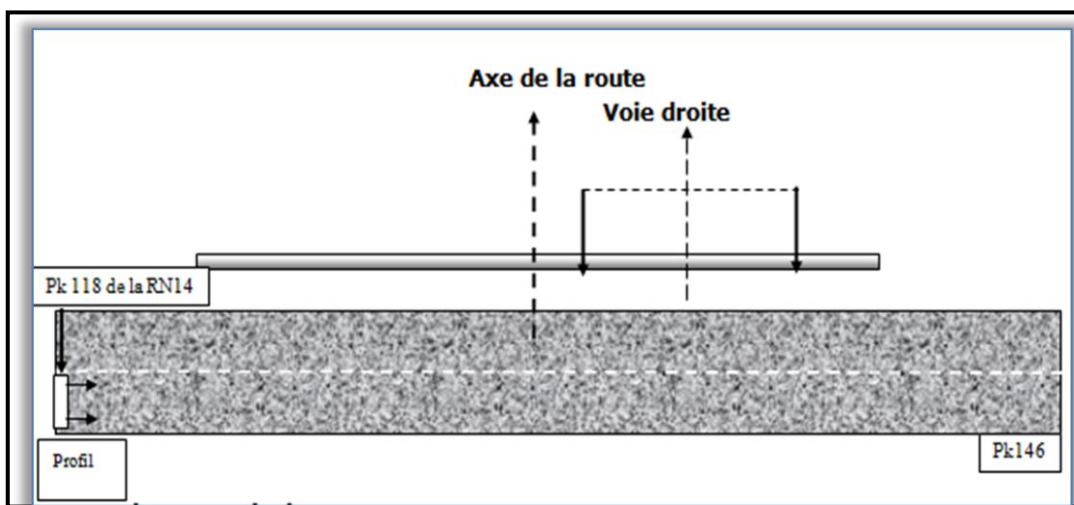 Axe de la route
Voie droite
Pk 118 de la RN14
Profil
Pk146